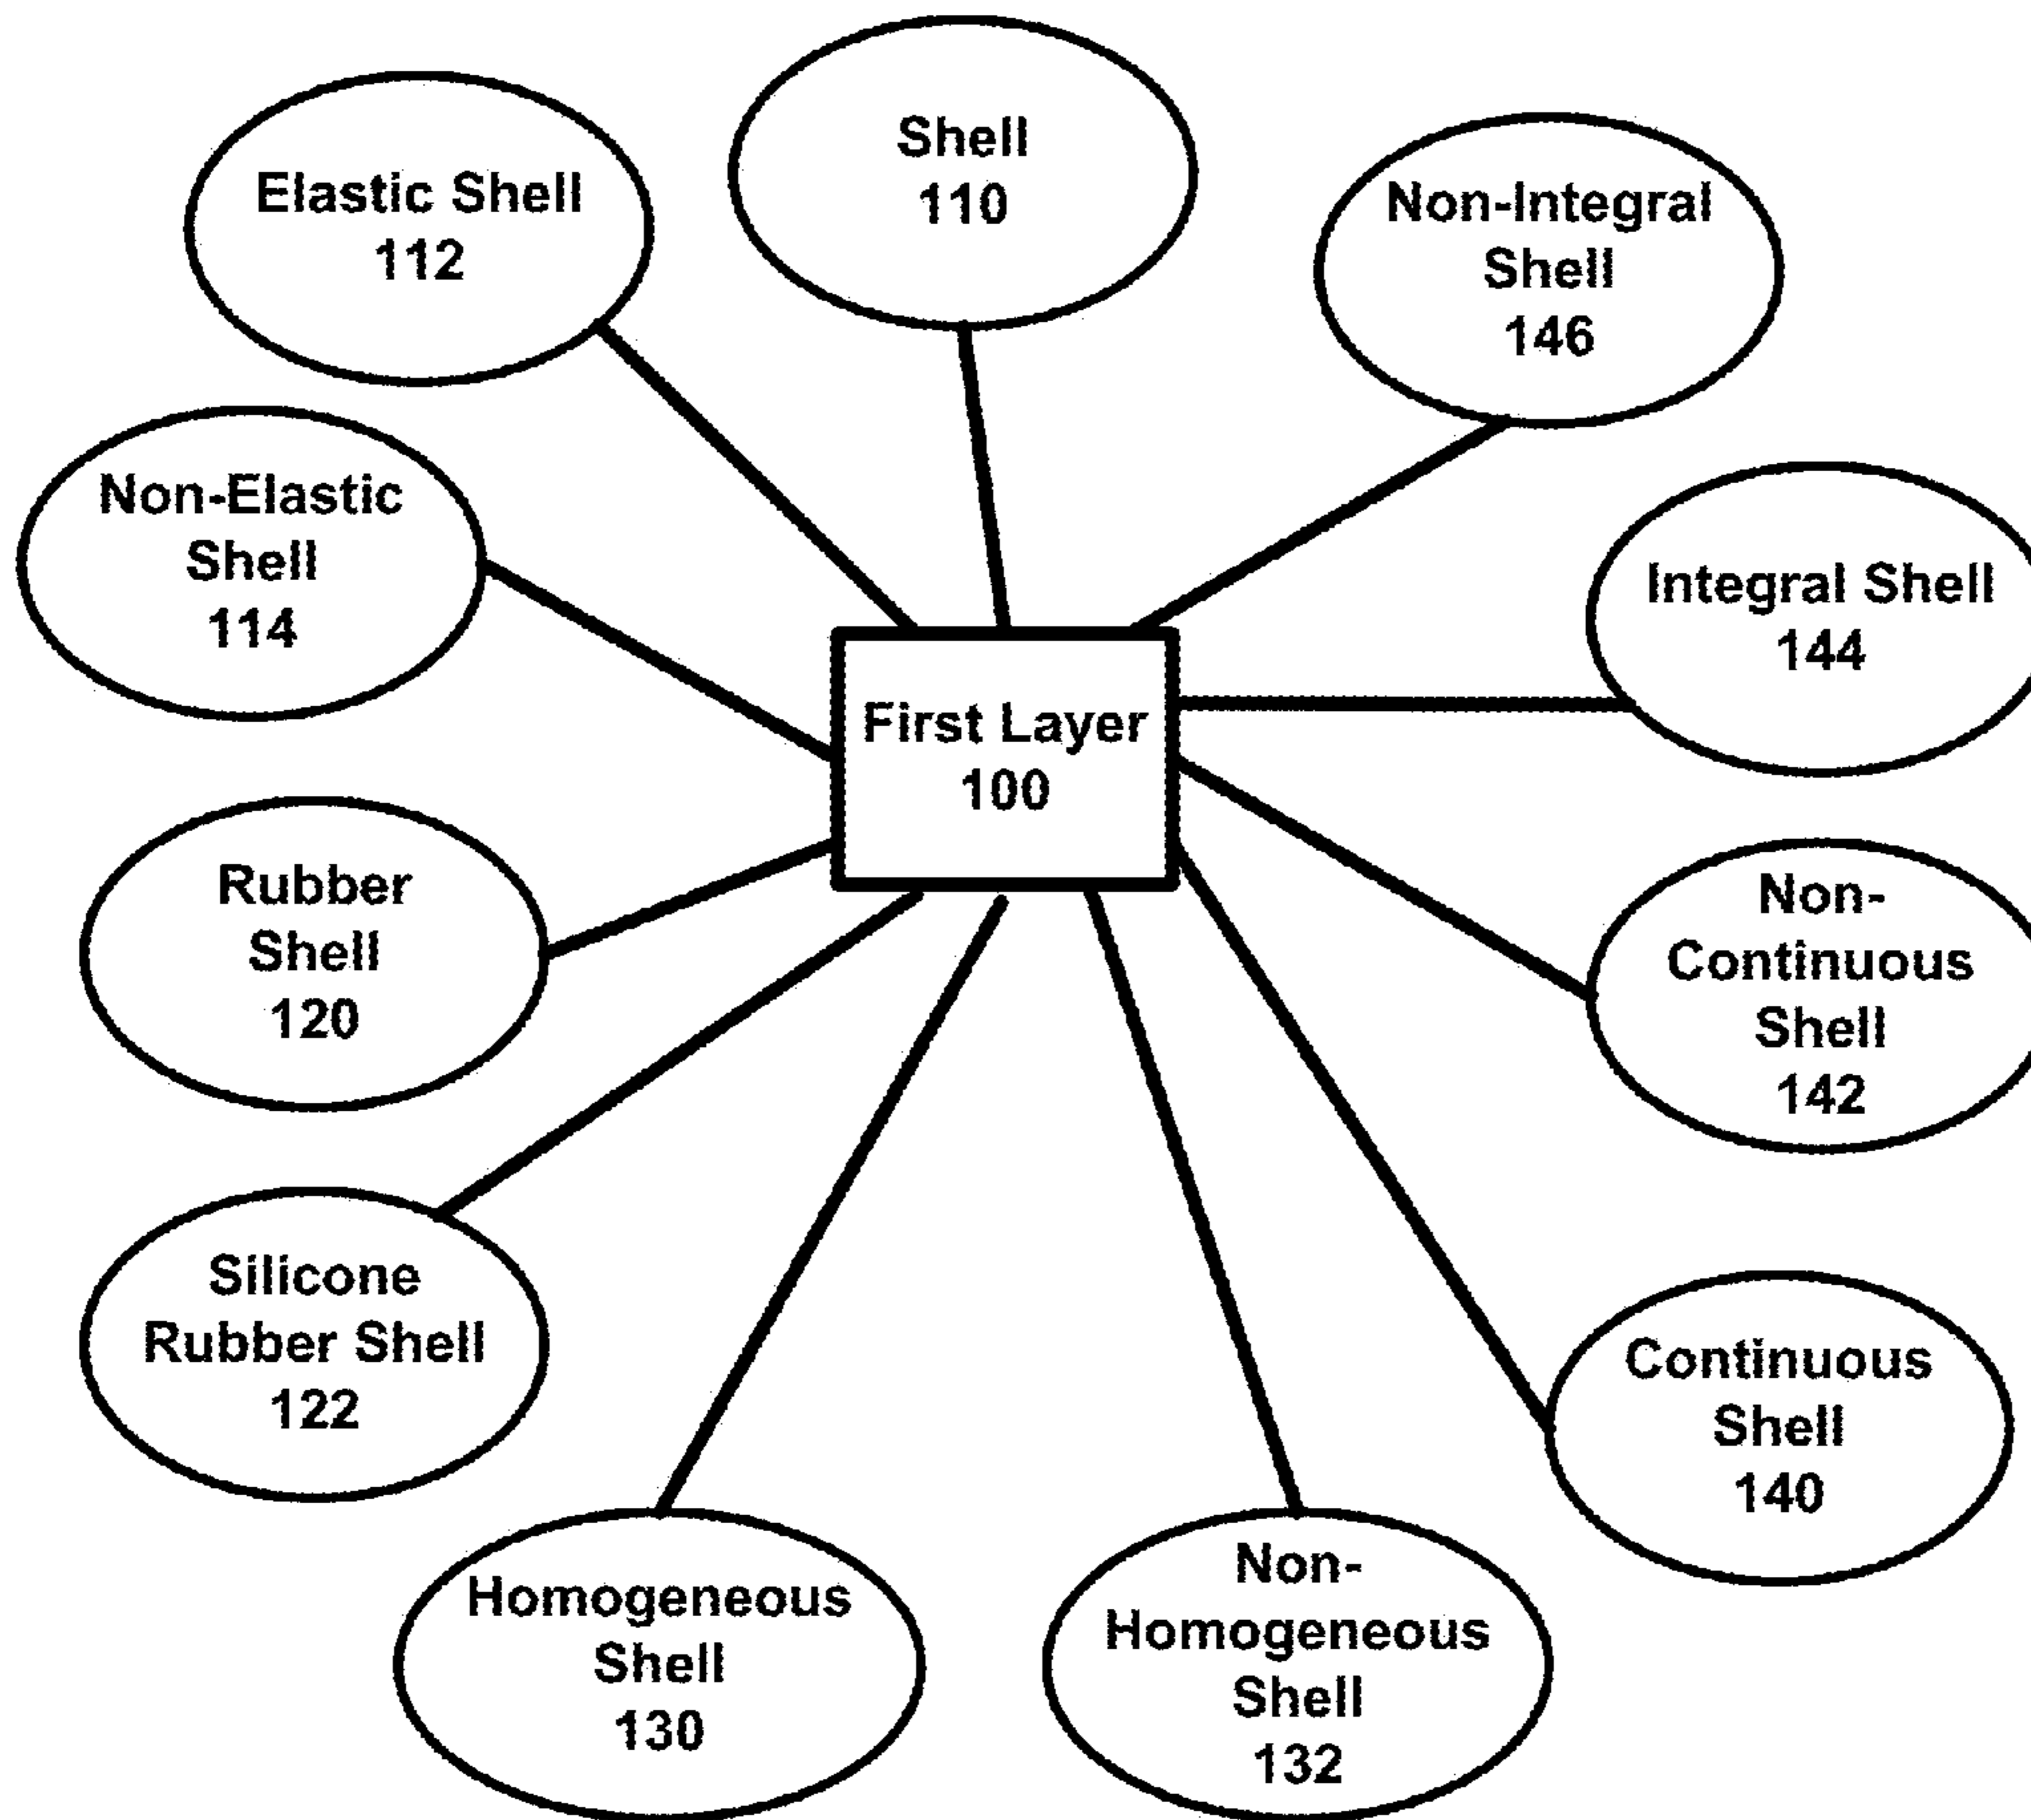 Shell
110
Elastic Shell
112
Non-Integral
Shell
146
Non-Elastic
Shell
114
Integral Shell
144
First Layer
100
Rubber
Shell
120
Non-
Continuous
Shell
142
Silicone
Rubber Shell
122
Continuous
Shell
140
Homogeneous
Shell
130
Non-
Homogeneous
Shell
132